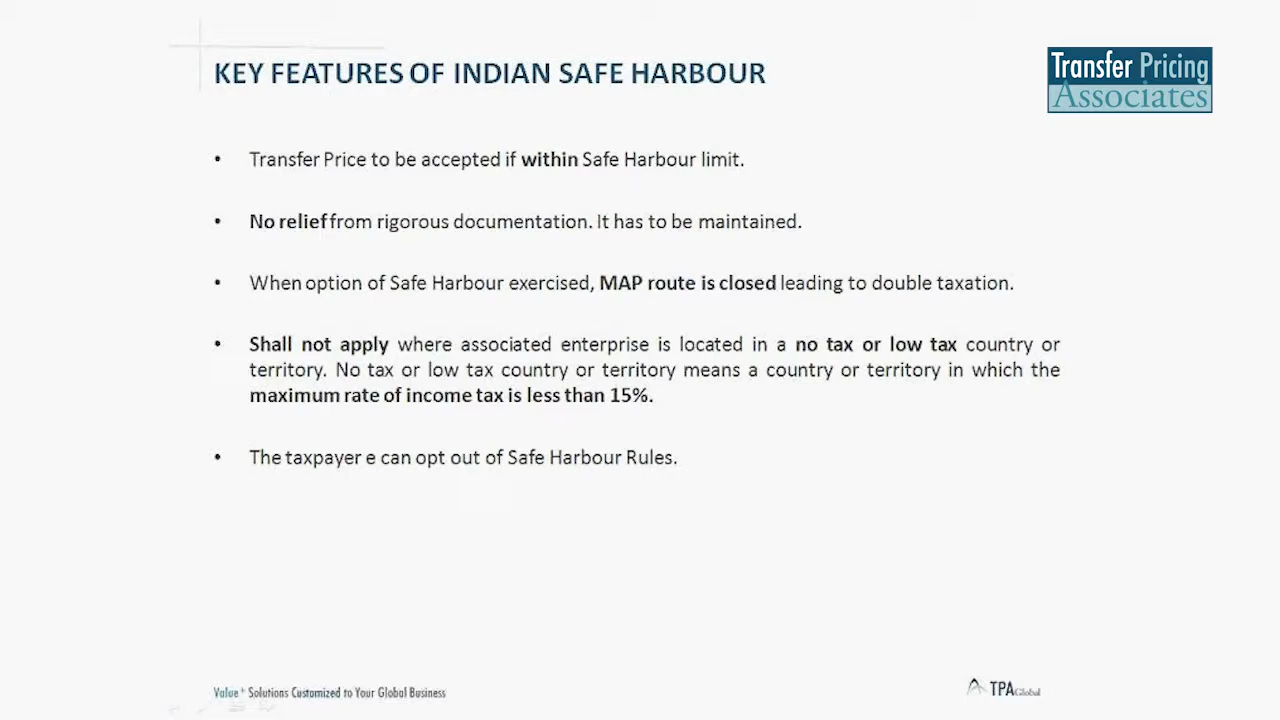 KEY FEATURES OF INDIAN SAFE HARBOUR
Transfer Pricing
Associates
• Transfer Price to be accepted if within Safe Harbour limit.
• No relief from rigorous documentation. It has to be maintained.
• When option of Safe Harbour exercised, MAP route is closed leading to double taxation.
• Shall not apply where associated enterprise is located in a no tax or low tax country or
territory. No tax or low tax country or territory means a country or territory in which the
maximum rate of income tax is less than 15%.
• The taxpayer e can opt out of Safe Harbour Rules.
Value+ Solutions Customized to Your Global Business
TPA Global